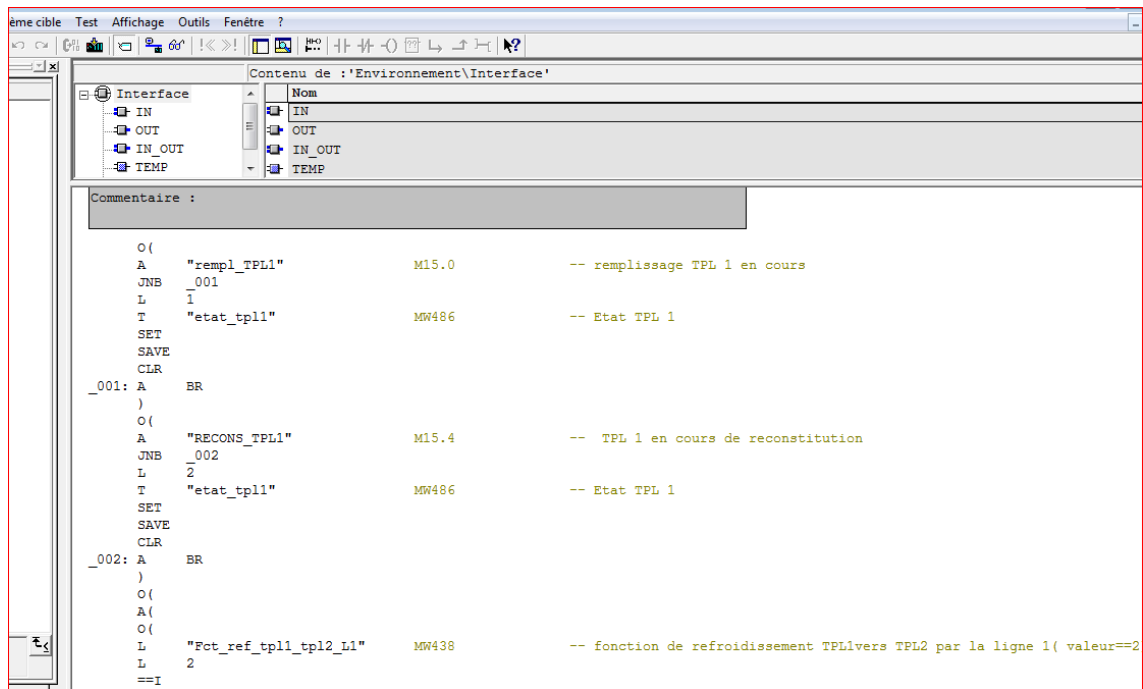 ème cible Test Affichage Outils Fenêtre ?
Contenu de :'Environnement\Interface'
Interface
IN
OUT
IN_OUT
TEMP
Nom
IN
OUT
IN_OUT
TEMP
Commentaire :
O(
A "rempl_TPL1" M15.0 -- remplissage TPL 1 en cours
JNB _001
L 1
T "etat_tpl1" MW486 -- Etat TPL 1
SET
SAVE
CLR
_001: A BR
)
O(
A "RECONS_TPL1" M15.4 -- TPL 1 en cours de reconstitution
JNB _002
L 2
T "etat_tpl1" MW486 -- Etat TPL 1
SET
SAVE
CLR
_002: A BR
)
O(
A(
O(
L "Fct_ref_tpl1_tpl2_L1" MW438 -- fonction de refroidissement TPL1vers TPL2 par la ligne 1( valeur==2
L 2
==I